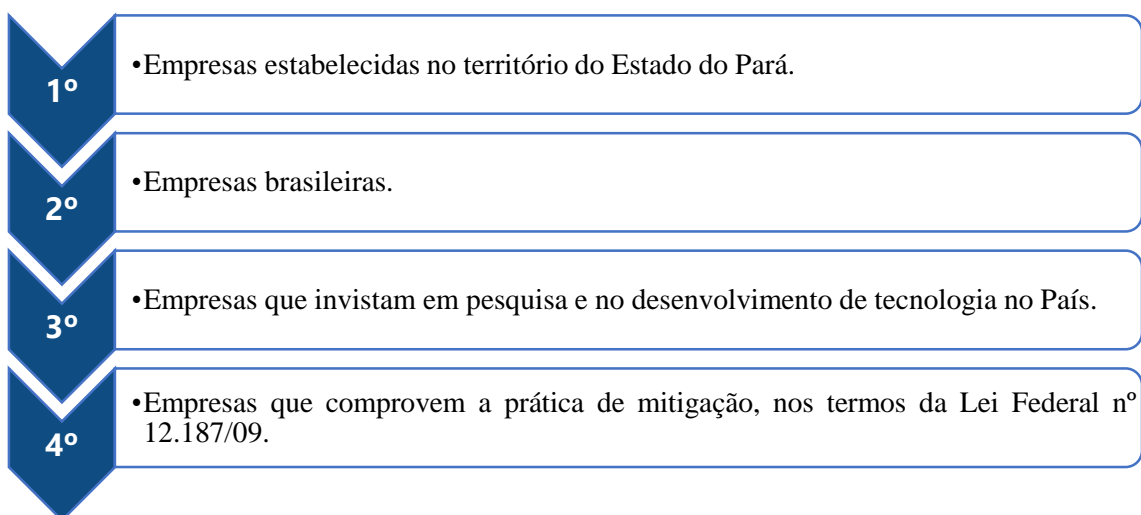 1º
•Empresas estabelecidas no território do Estado do Pará.
2º
•Empresas brasileiras.
3º
•Empresas que invistam em pesquisa e no desenvolvimento de tecnologia no País.
4º
•Empresas que comprovem a prática de mitigação, nos termos da Lei Federal nº
12.187/09.